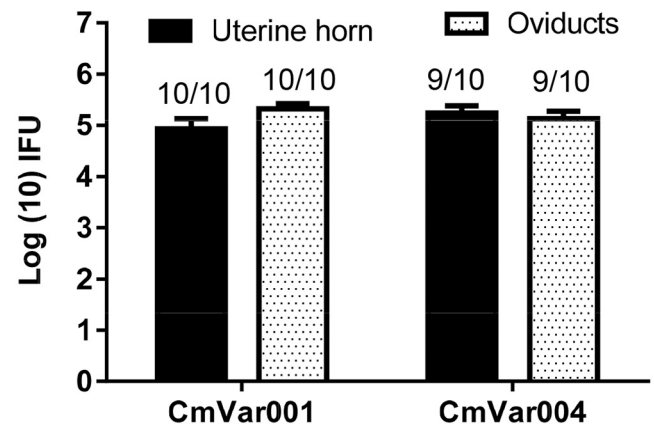 Uterine horn
Oviducts
10/10
10/10
9/10
9/10
Log (10) IFU
7
6
5
4
3
2
1
0
CmVar001
CmVar004